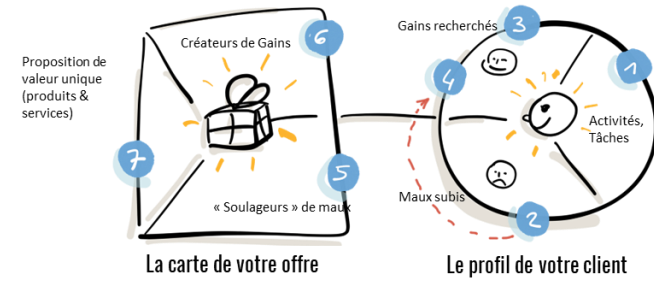 Gains recherchés
3
6
Créateurs de Gains
Proposition de
valeur unique
(produits &
services)
4
1
Activités,
Tâches
7
5
« Soulageurs » de maux
Maux subis
2
La carte de votre offre
Le profil de votre client